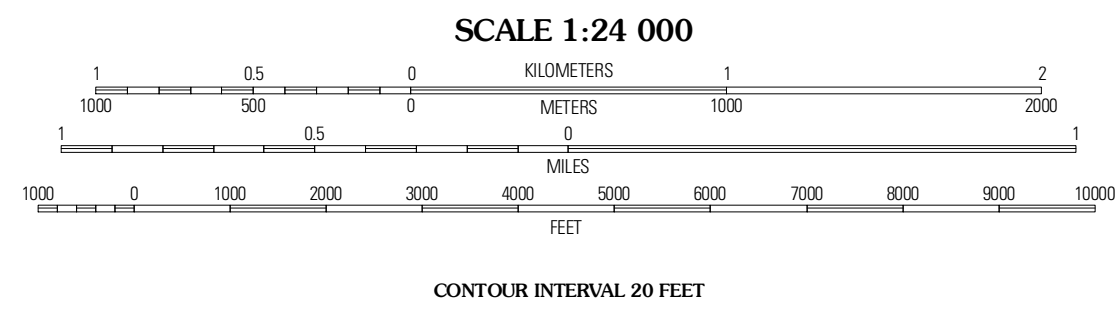 SCALE 1:24 000
1 0.5 0 KILOMETERS 1 2
1000 500 0 METERS 1000 2000
1 0.5 0 1
MILES
1000 0 1000 2000 3000 4000 5000 6000 7000 8000 9000 10000
FEET
CONTOUR INTERVAL 20 FEET